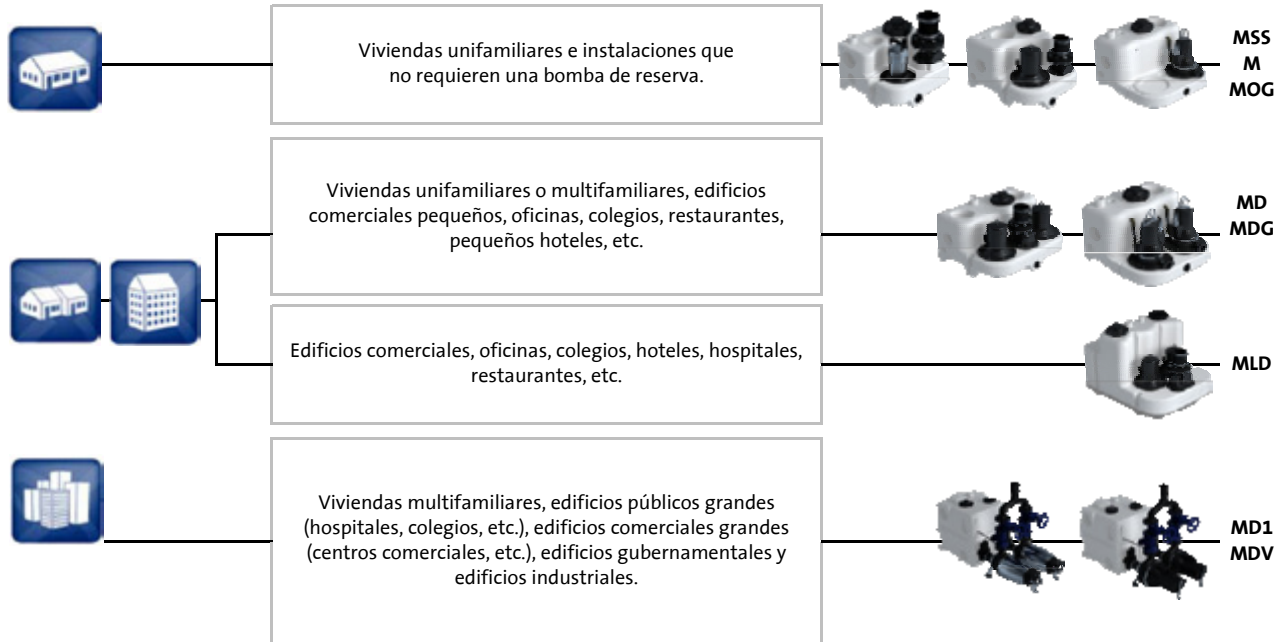 Viviendas unifamiliares e instalaciones que
no requieren una bomba de reserva.
MSS
M
MOG
Viviendas unifamiliares o multifamiliares, edificios
comerciales pequeños, oficinas, colegios, restaurantes,
pequeños hoteles, etc.
MD
MDG
Edificios comerciales, oficinas, colegios, hoteles, hospitales,
restaurantes, etc.
MLD
Viviendas multifamiliares, edificios públicos grandes
(hospitales, colegios, etc.), edificios comerciales grandes
(centros comerciales, etc.), edificios gubernamentales y
edificios industriales.
MD1
MDV